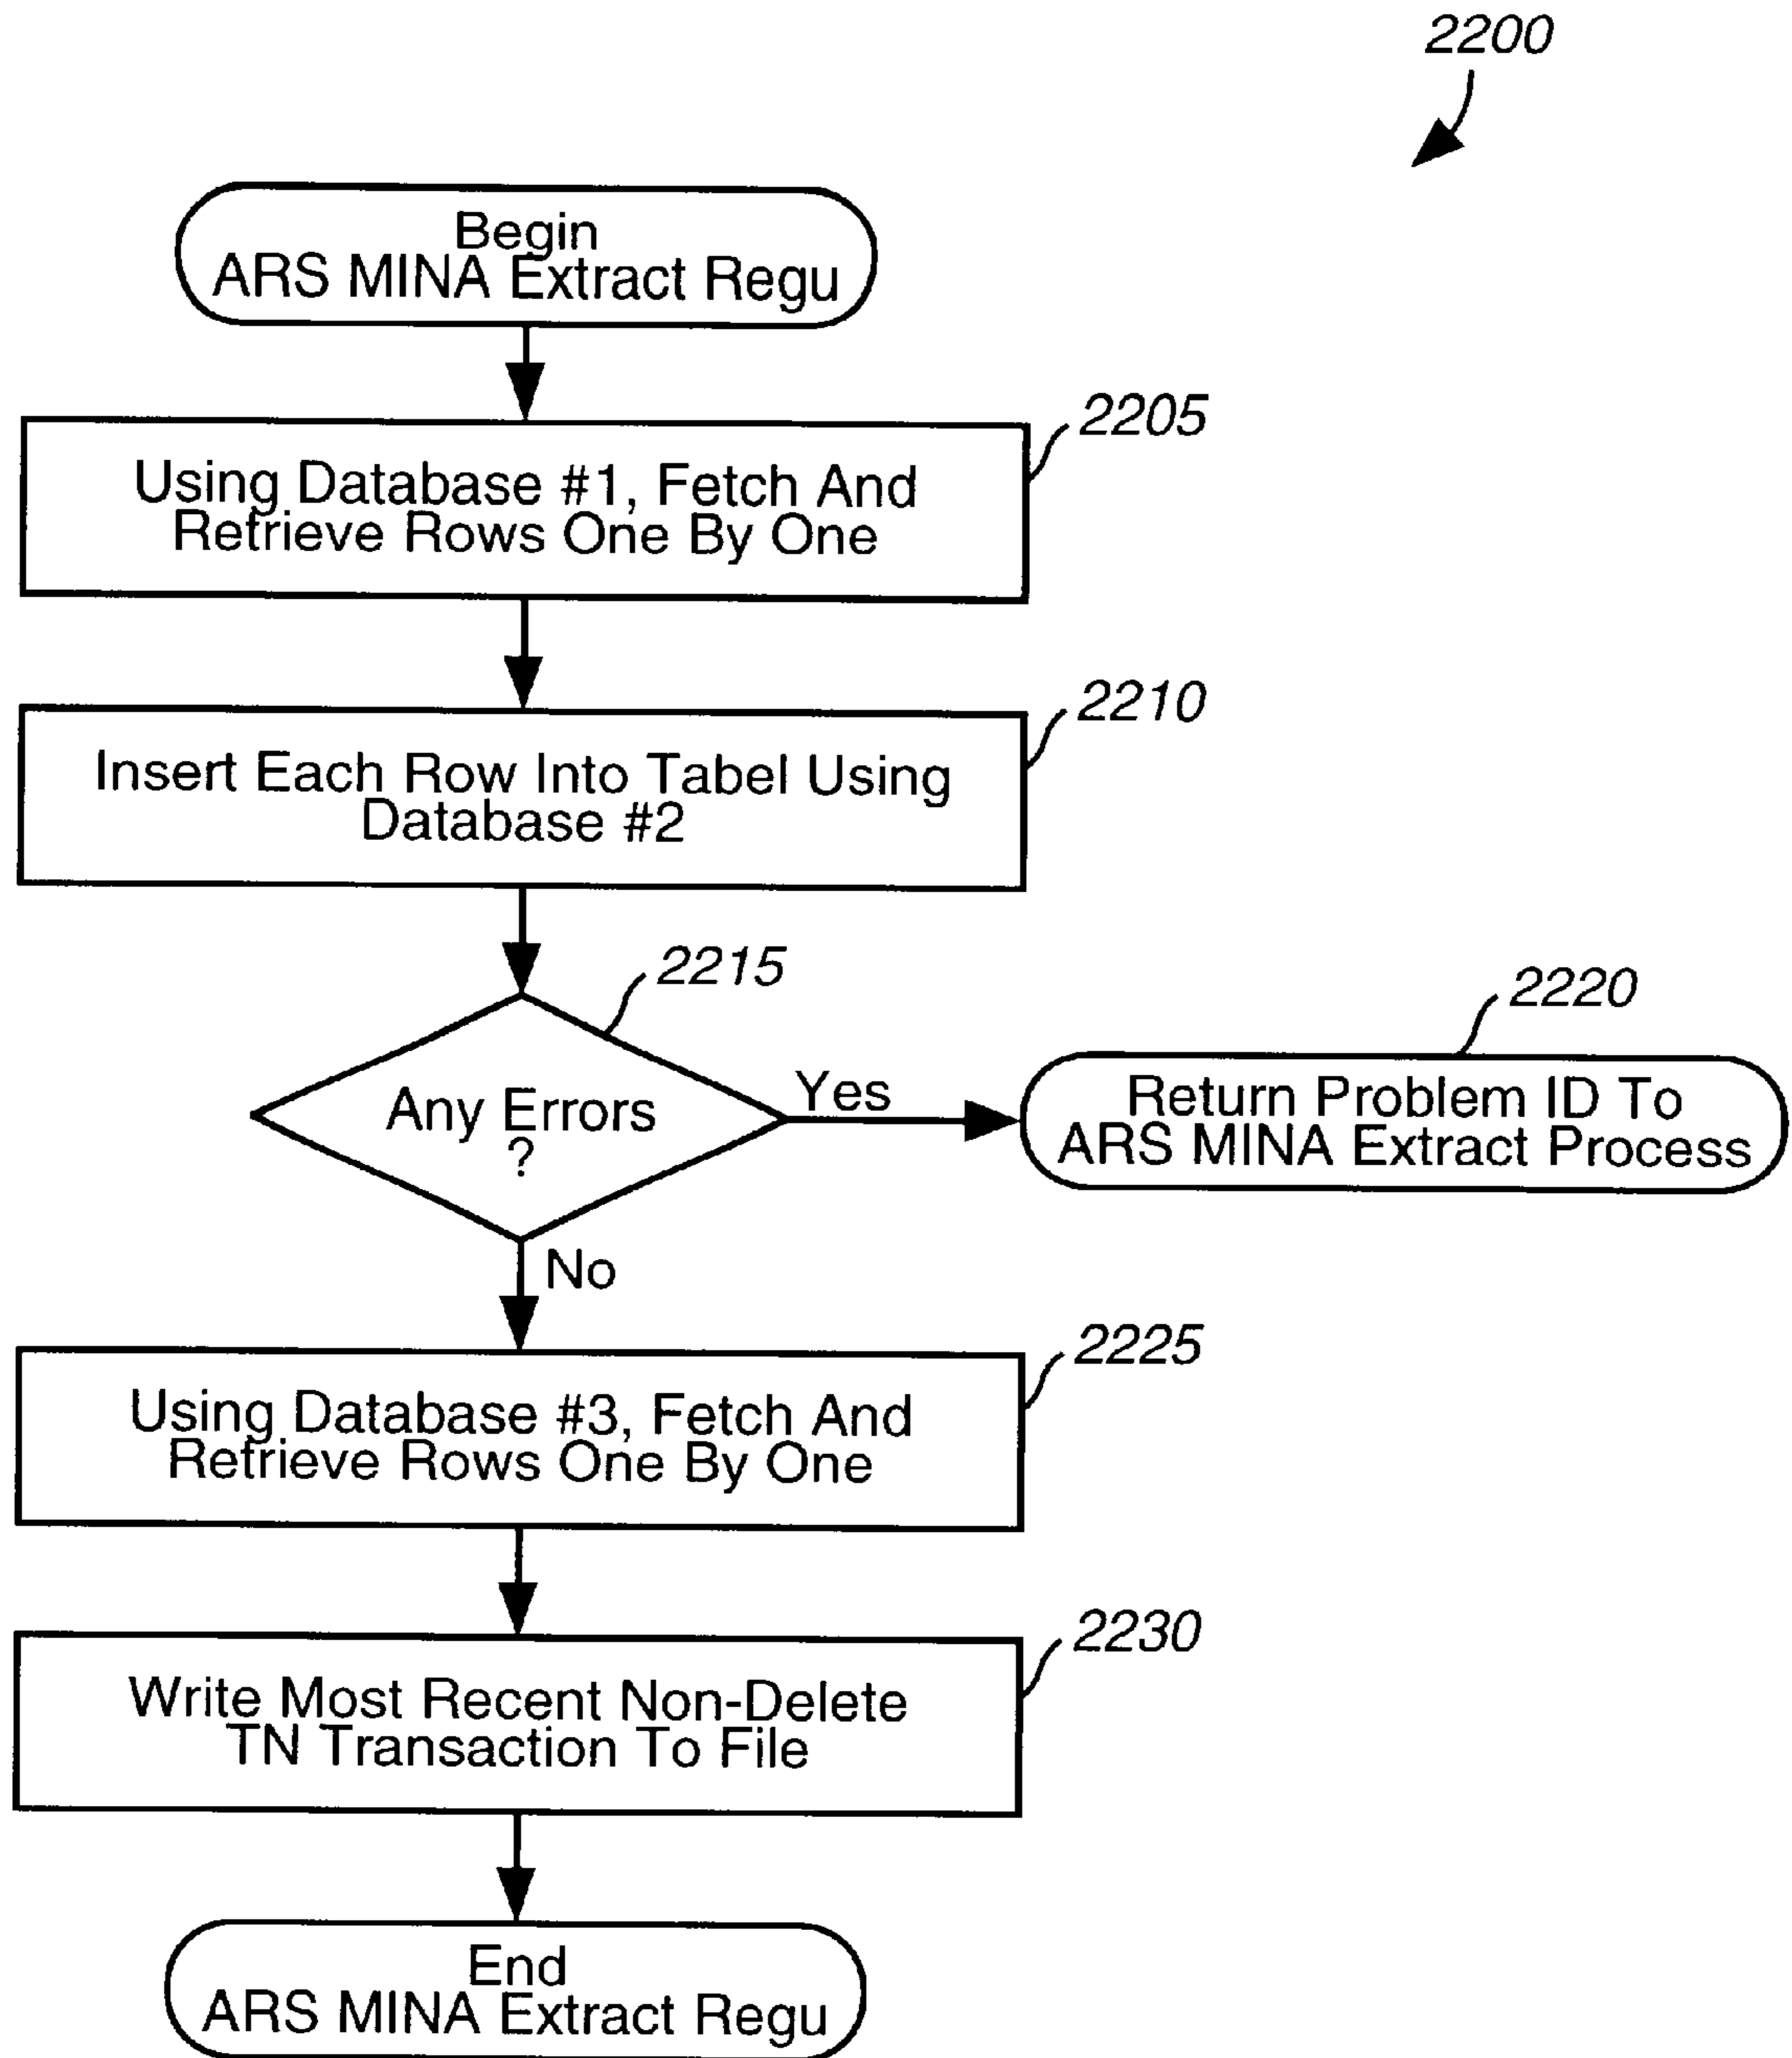 2200
Begin
ARS MINA Extract Regu
2205
Using Database #1, Fetch And
Retrieve Rows One By One
2210
Insert Each Row Into Tabel Using
Database #2
2215
Any Errors
?
Yes
2220
Return Problem ID To
ARS MINA Extract Process
No
2225
Using Database #3, Fetch And
Retrieve Rows One By One
2230
Write Most Recent Non-Delete
TN Transaction To File
End
ARS MINA Extract Regu